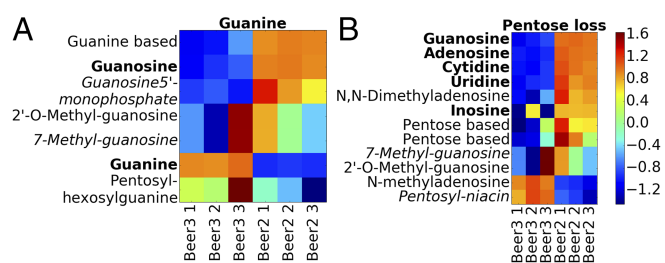 A
Guanine
Guanine based
Guanosine
Guanosine5'-
monophosphate
2'-O-Methyl-guanosine
7-Methyl-guanosine
Guanine
Pentosyl-
hexosylguanine
Beer3 1
Beer3 2
Beer3 3
Beer2 1
Beer2 2
Beer2 3
B
Pentose loss
Guanosine
Adenosine
Cytidine
Uridine
N,N-Dimethyladenosine
Inosine
Pentose based
Pentose based
7-Methyl-guanosine
2'-O-Methyl-guanosine
N-methyladenosine
Pentosyl-niacin
Beer3 1
Beer3 2
Beer3 3
Beer2 1
Beer2 2
Beer2 3
1.6
1.2
0.8
0.4
0.0
−0.4
−0.8
−1.2